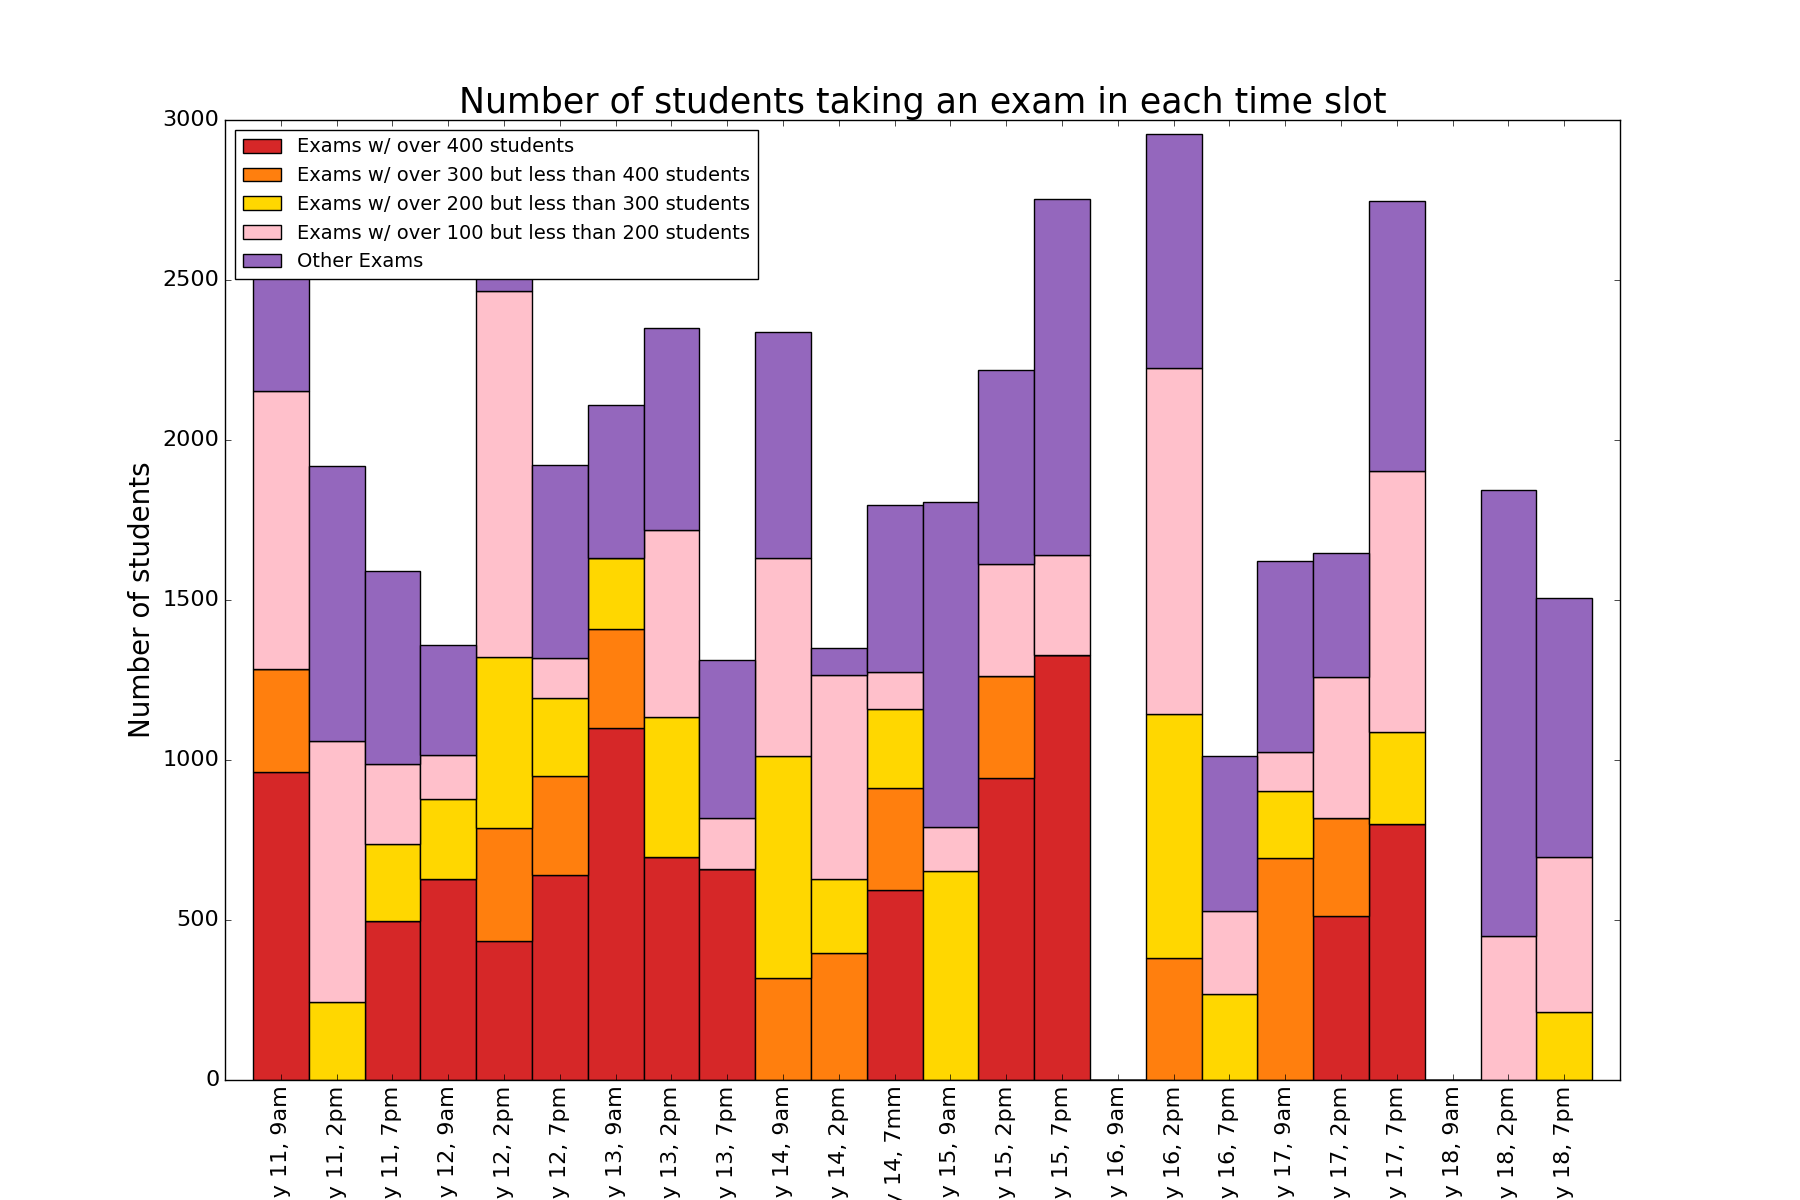 Number of students taking an exam in each time slot
3000
2500
2000
1500
1000
500
0
Number of students
Exams w/ over 400 students
Exams w/ over 300 but less than 400 students
Exams w/ over 200 but less than 300 students
Exams w/ over 100 but less than 200 students
Other Exams
y 11, 9am
y 11, 2pm
y 11, 7pm
y 12, 9am
y 12, 2pm
y 12, 7pm
y 13, 9am
y 13, 2pm
y 13, 7pm
y 14, 9am
y 14, 2pm
y 14, 7mm
y 15, 9am
y 15, 2pm
y 15, 7pm
y 16, 9am
y 16, 2pm
y 16, 7pm
y 17, 9am
y 17, 2pm
y 17, 7pm
y 18, 9am
y 18, 2pm
y 18, 7pm